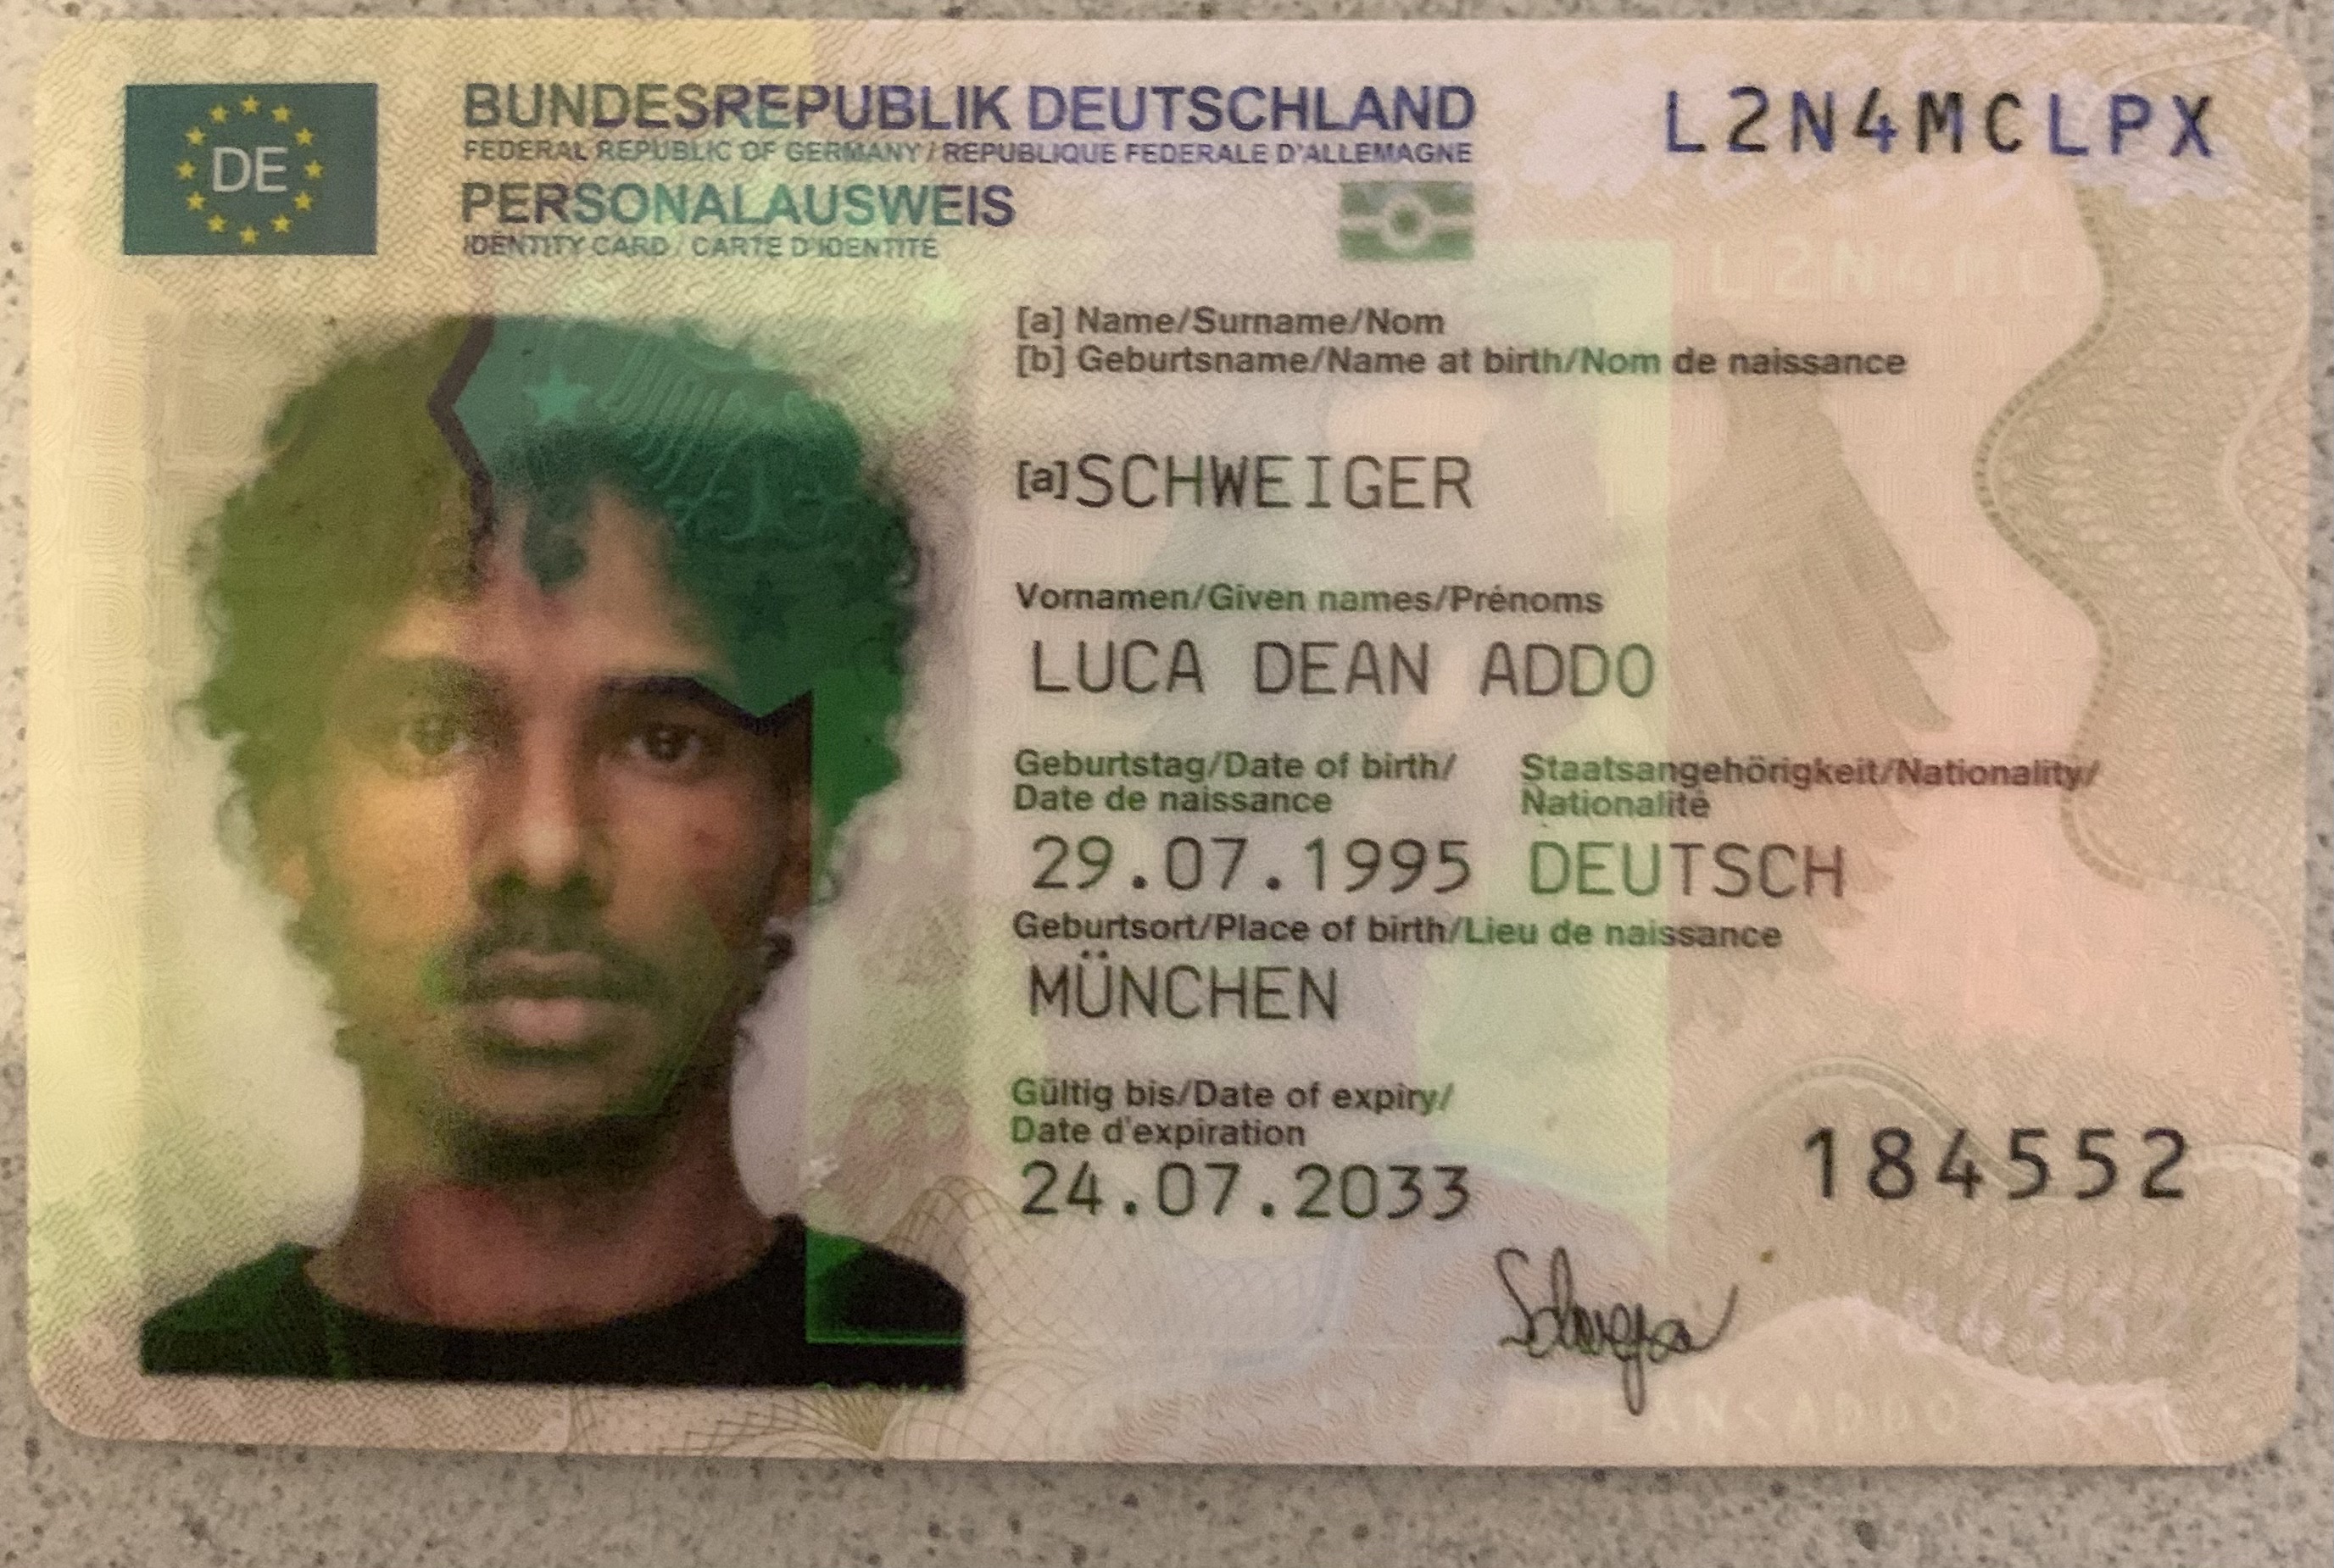 DE
BUNDESREPUBLIK DEUTSCHLAND
FEDERAL REPUBLIC OF GERMANY / REPUBLIQUE FEDERALE D'ALLEMAGNE
PERSONALAUSWEIS
IDENTITY CARD / CARTE D'IDENTITÉ
L2N4MCLPX
[a] Name/Surname/Nom
[b] Geburtsname/Name at birth/Nom de naissance
[a] SCHWEIGER
Vornamen/Given names/Prénoms
LUCA DEAN ADDO
Geburtstag/Date of birth/
Date de naissance
29.07.1995
Staatsangehörigkeit/Nationality/
Nationalité
DEUTSCH
Geburtsort/Place of birth/Lieu de naissance
MÜNCHEN
Gültig bis/Date of expiry/
Date d'expiration
24.07.2033
184552
DEAN<ADDO